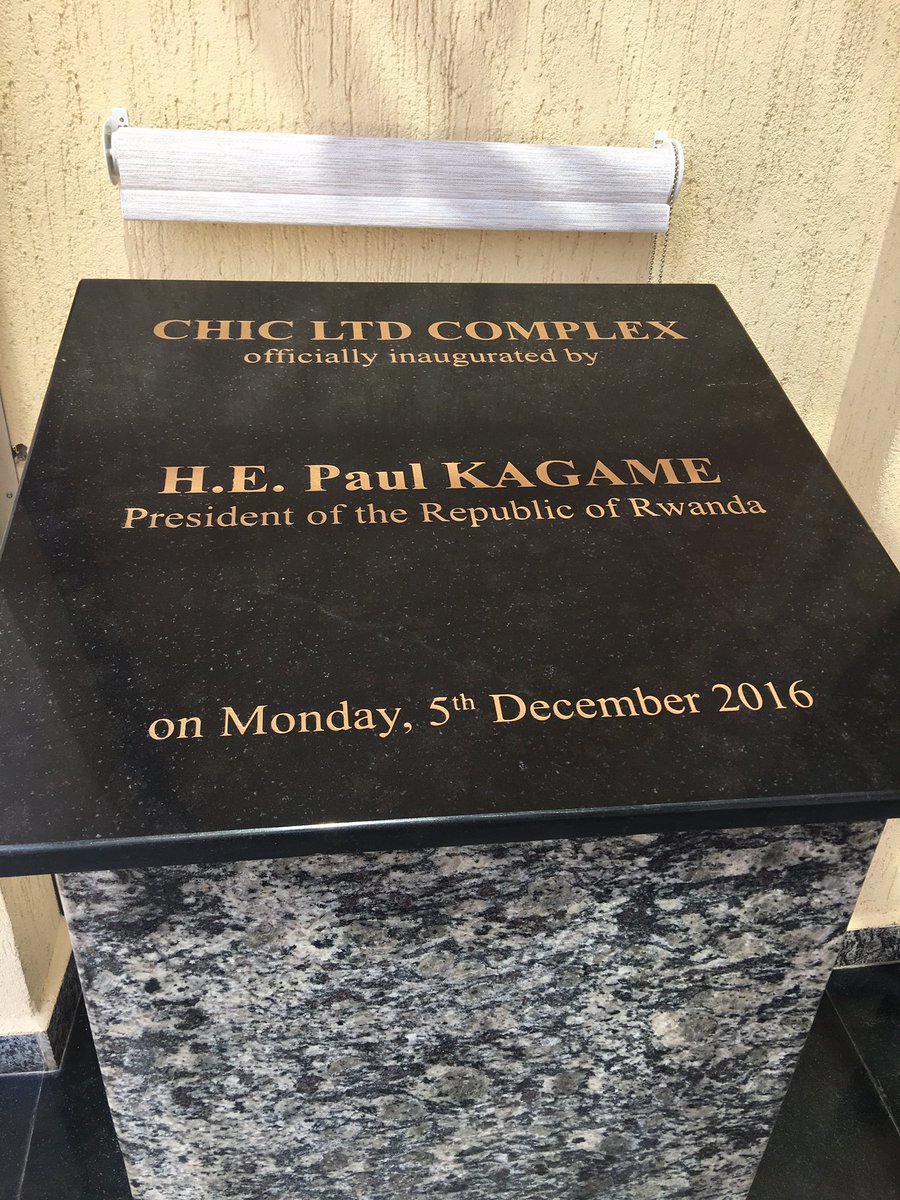 CHIC LTD COMPLEX
officially inaugurated by
H.E. Paul KAGAME
President of the Republic of Rwanda
on Monday, 5th December 2016